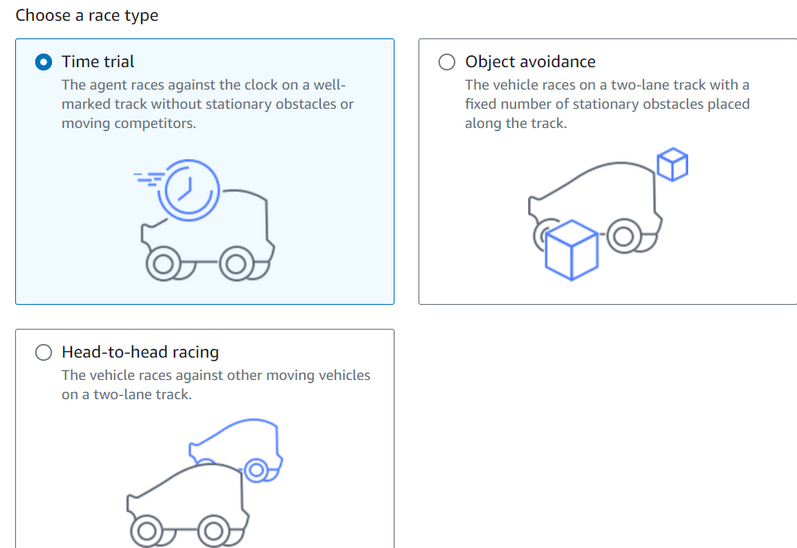 Choose a race type
Time trial
The agent races against the clock on a well-
marked track without stationary obstacles or
moving competitors.
Object avoidance
The vehicle races on a two-lane track with a
fixed number of stationary obstacles placed
along the track.
Head-to-head racing
The vehicle races against other moving vehicles
on a two-lane track.